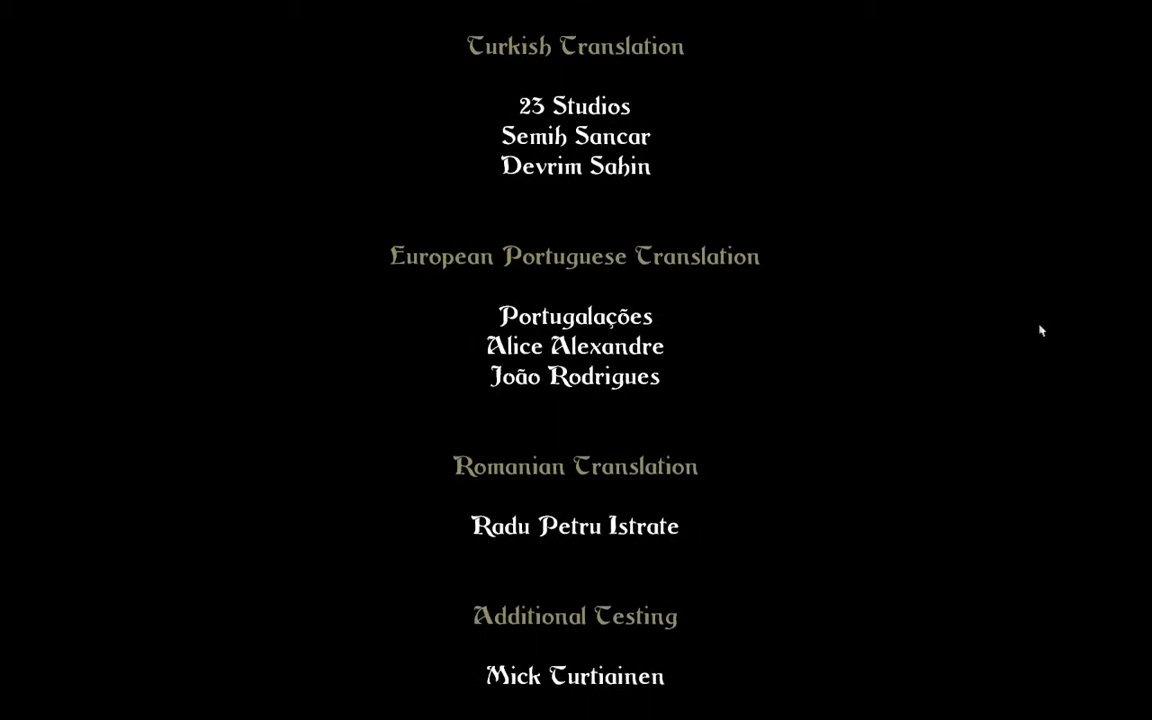 Turkish Translation
23 Studios
Semih Sancar
Devrim Sahin
European Portuguese Translation
Portugalações
Alice Alexandre
João Rodrigues
Romanian Translation
Radu Petru Istrate
Additional Testing
Mick Turtiainen